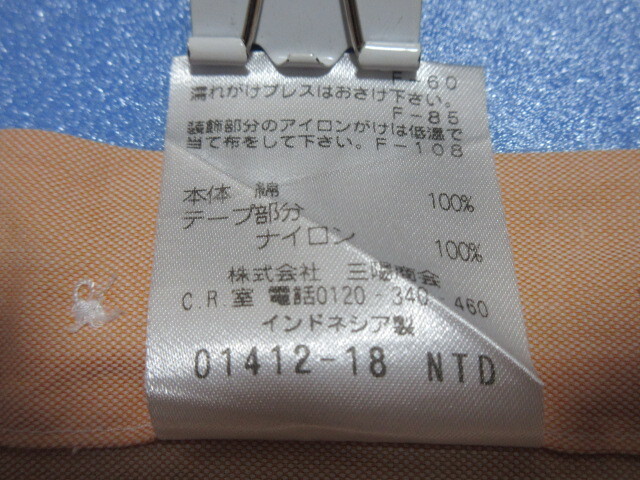 F-60
濡れがけプレスはおさけ下さい。
F-85
装飾部分のアイロンがけは低温で
当て布をして下さい。F-108
本体 綿 100%
テープ部分
ナイロン 100%
株式会社 三陽商会
C.R室 電話0120-340-460
インドネシア製
01412-18 NTD